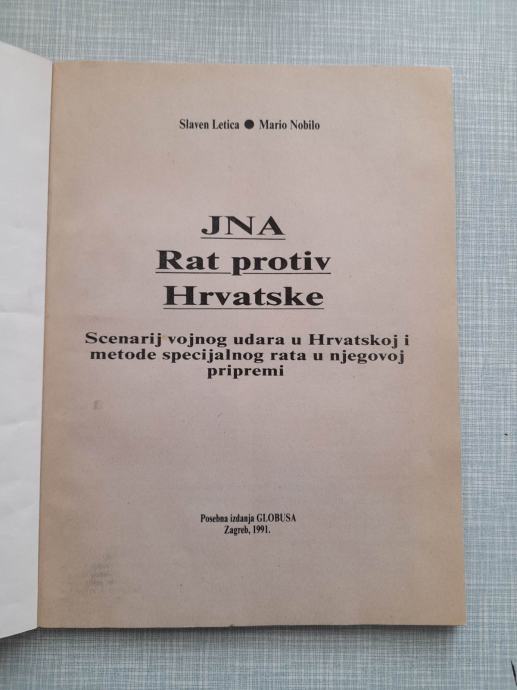 Slaven Letica ● Mario Nobilo
JNA
Rat protiv
Hrvatske
Scenarij vojnog udara u Hrvatskoj i
metode specijalnog rata u njegovoj
pripremi
Posebna izdanja GLOBUSA
Zagreb, 1991.